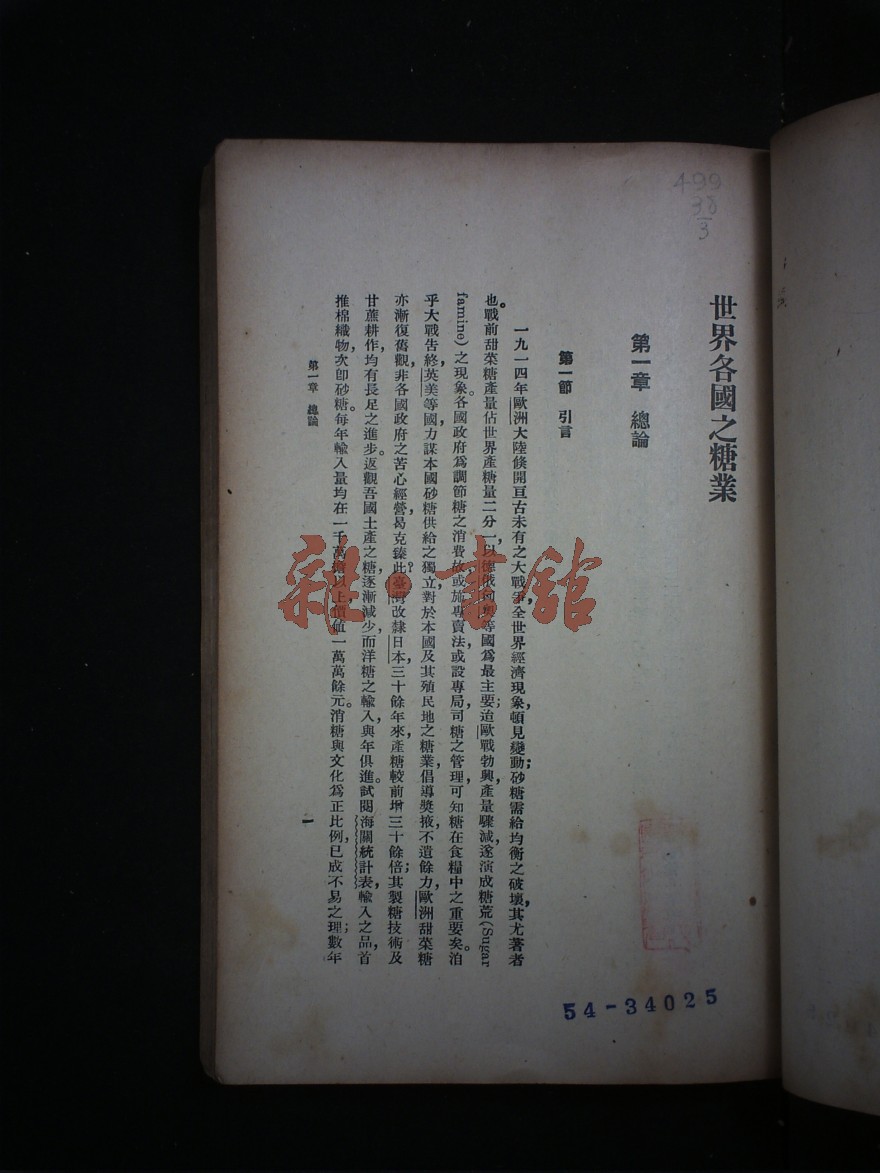 499
38
3
世界各國之糖業
第一章 總論
第一節 引言
一九一四年歐洲大陸倏開亘古未有之大戰爭，全世界經濟現象，頓見變動；砂糖需給均衡之破壞，其尤著者
也。戰前甜菜糖產量佔世界產糖量二分一，以德俄何奧等國爲最主要；迨歐戰勃興，產量驟減，遂演成糖荒(Sugar
famine)之現象。各國政府爲調節糖之消費，故或施專賣法，或設專局，司糖之管理，可知糖在食糧中之重要矣。洎
乎大戰告終，英美等國，力謀本國砂糖供給之獨立，對於本國及其殖民地之糖業，倡導獎掖，不遺餘力，歐洲甜菜糖
亦漸復舊觀，非各國政府之苦心經營，曷克臻此？臺灣改隸日本，三十餘年來，產糖較前增三十餘倍；其製糖技術及
甘蔗耕作，均有長足之進步。返觀吾國土產之糖，逐漸減少，而洋糖之輸入，與年俱進。試閱海關統計表，輸入之品，首
推棉織物，次卽砂糖。每年輸入量均在一千萬擔以上，價值一萬萬餘元。消糖與文化爲正比例，已成不易之理；數年
第一章 總論
一
54-34025
雜·書館